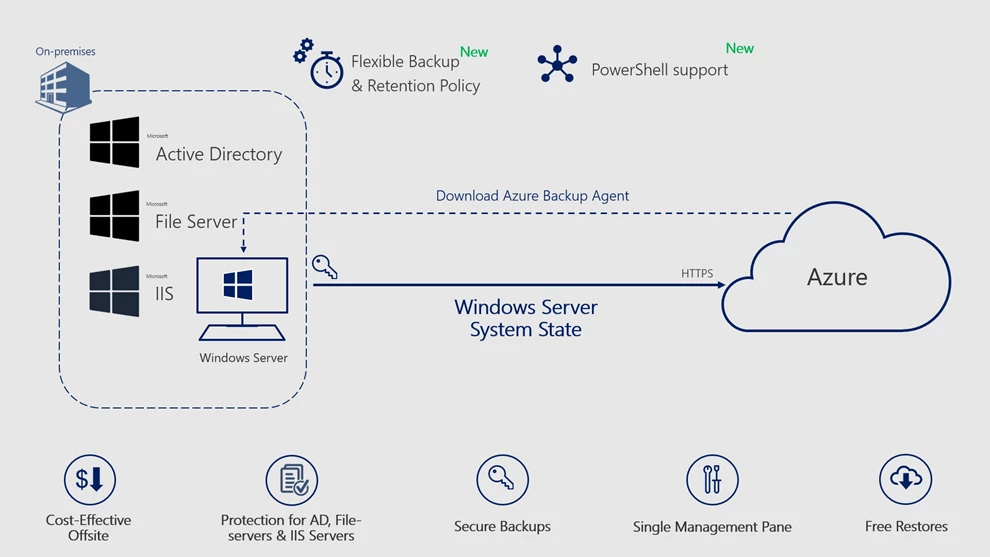 On-premises
Flexible Backup
New
& Retention Policy
New
PowerShell support
Microsoft
Active Directory
Microsoft
File Server
Microsoft
IIS
Windows Server
Download Azure Backup Agent
HTTPS
Azure
Windows Server
System State
Cost-Effective
Offsite
Protection for AD, File-
servers & IIS Servers
Secure Backups
Single Management Pane
Free Restores